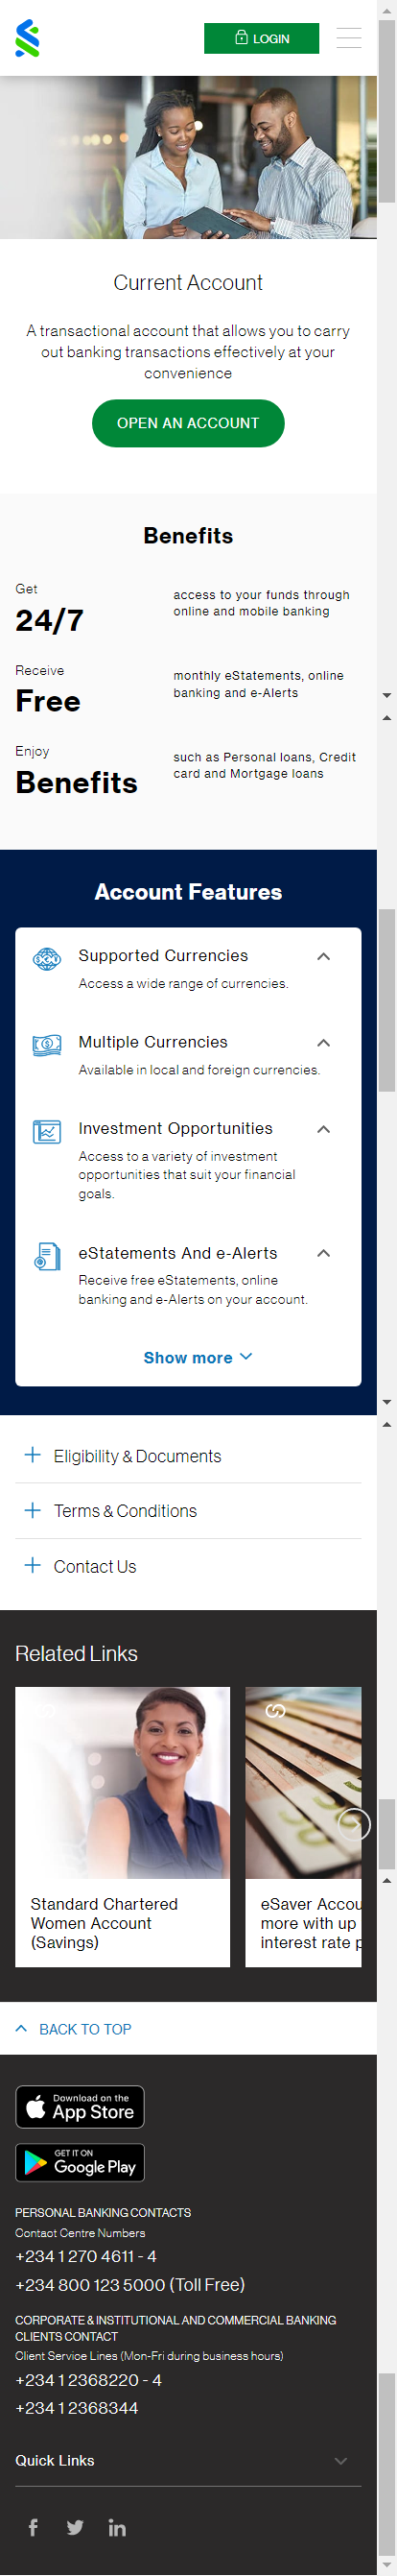 LOGIN
Current Account
A transactional account that allows you to carry
out banking transactions effectively at your
convenience
OPEN AN ACCOUNT
Benefits
Get
24/7
access to your funds through
online and mobile banking
Receive
Free
monthly eStatements, online
banking and e-Alerts
Enjoy
Benefits
such as Personal loans, Credit
card and Mortgage loans
Account Features
Supported Currencies
Access a wide range of currencies.
Multiple Currencies
Available in local and foreign currencies.
Investment Opportunities
Access to a variety of investment
opportunities that suit your financial
goals.
eStatements And e-Alerts
Receive free eStatements, online
banking and e-Alerts on your account.
Show more
Eligibility & Documents
Terms & Conditions
Contact Us
Related Links
Standard Chartered
Women Account
(Savings)
eSaver Accou
more with up
interest rate p
BACK TO TOP
Download on the
App Store
GET IT ON
Google Play
PERSONAL BANKING CONTACTS
Contact Centre Numbers
+234 1 270 4611 - 4
+234 800 123 5000 (Toll Free)
CORPORATE & INSTITUTIONAL AND COMMERCIAL BANKING
CLIENTS CONTACT
Client Service Lines (Mon-Fri during business hours)
+234 1 2368220 - 4
+234 1 2368344
Quick Links